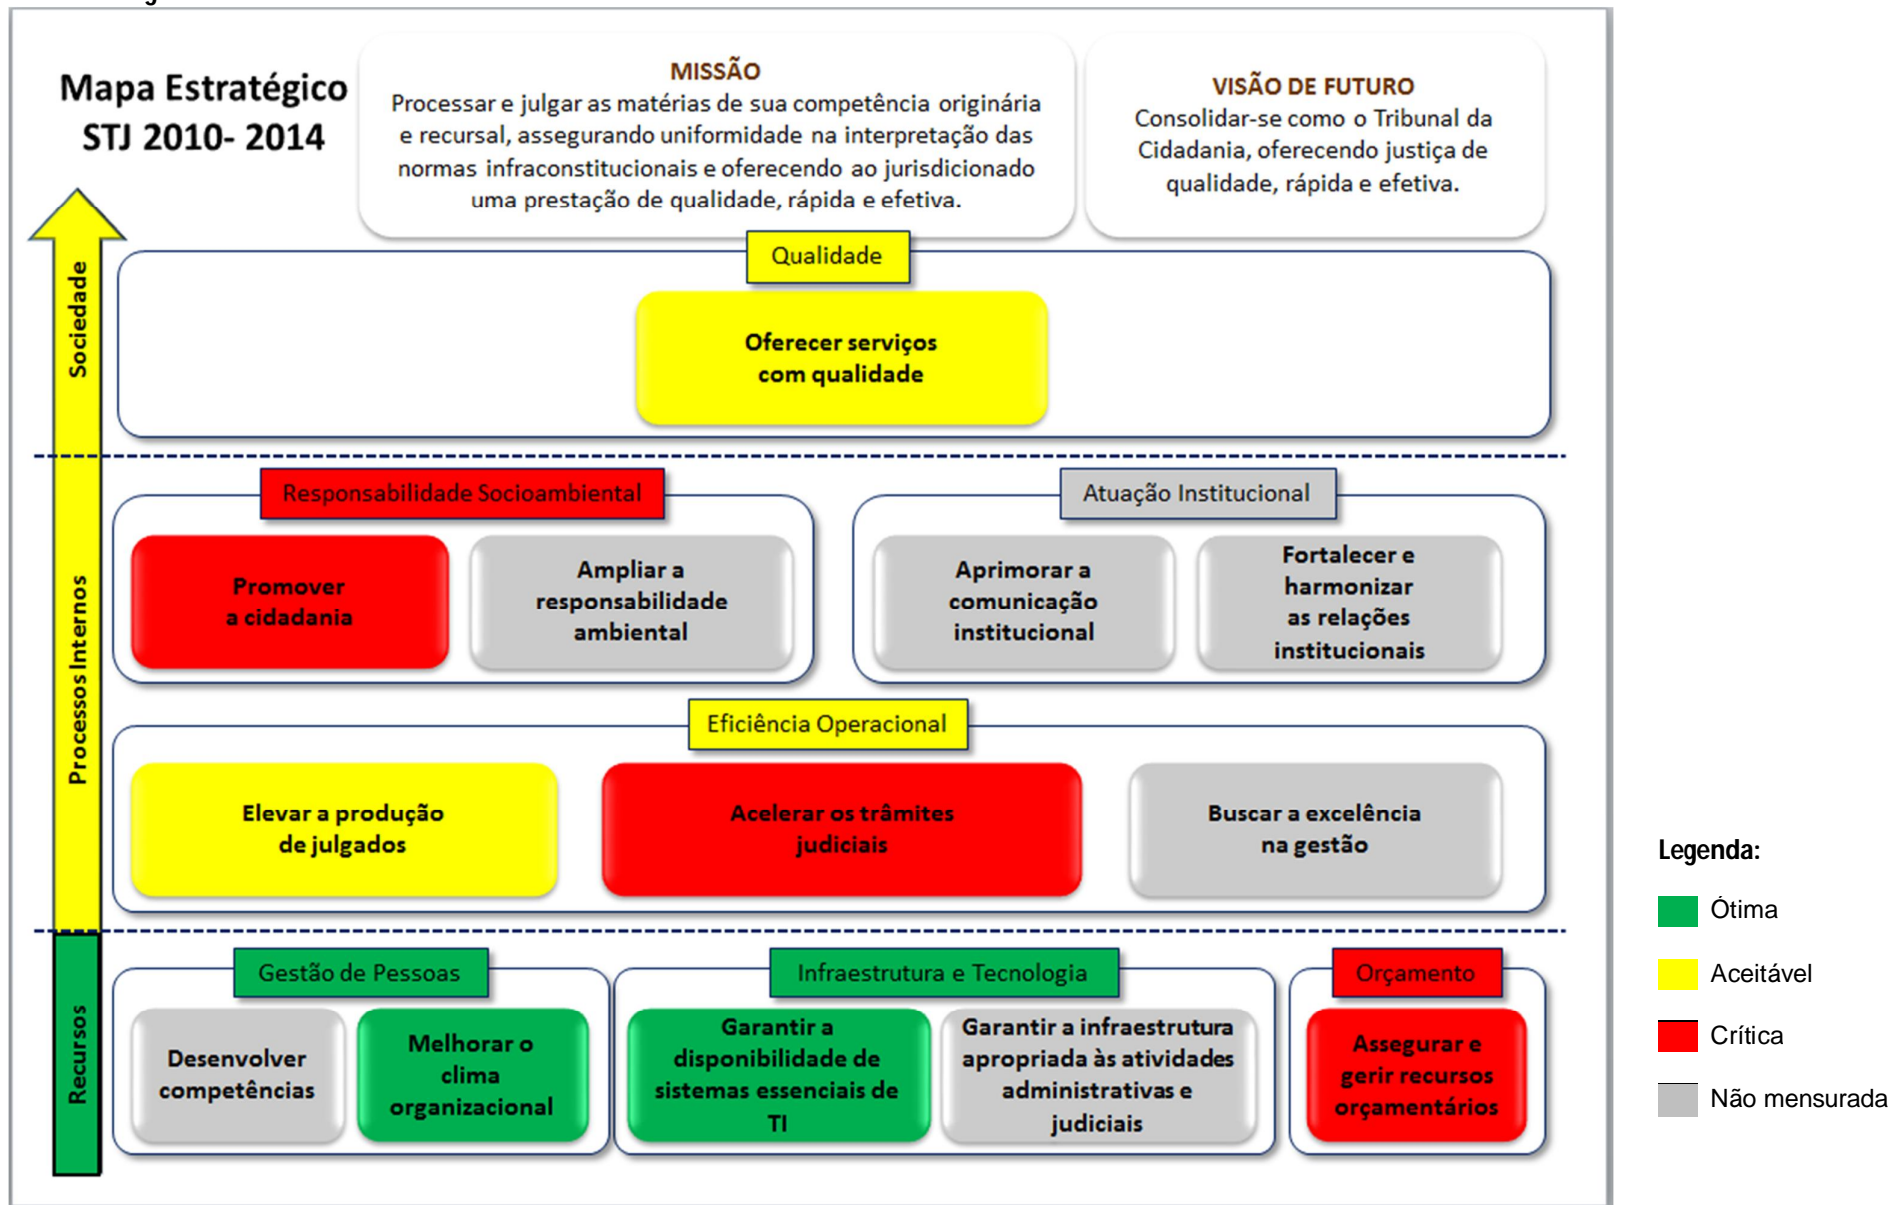 Mapa Estratégico
STJ 2010- 2014
MISSÃO
Processar e julgar as matérias de sua competência originária
e recursal, assegurando uniformidade na interpretação das
normas infraconstitucionais e oferecendo ao jurisdicionado
uma prestação de qualidade, rápida e efetiva.
VISÃO DE FUTURO
Consolidar-se como o Tribunal da
Cidadania, oferecendo justiça de
qualidade, rápida e efetiva.
Sociedade
Qualidade
Oferecer serviços
com qualidade
Processos Internos
Responsabilidade Socioambiental
Promover
a cidadania
Ampliar a
responsabilidade
ambiental
Atuação Institucional
Aprimorar a
comunicação
institucional
Fortalecer e
harmonizar
as relações
institucionais
Eficiência Operacional
Elevar a produção
de julgados
Acelerar os trâmites
judiciais
Buscar a excelência
na gestão
Recursos
Gestão de Pessoas
Desenvolver
competências
Melhorar o
clima
organizacional
Infraestrutura e Tecnologia
Garantir a
disponibilidade de
sistemas essenciais de
TI
Garantir a infraestrutura
apropriada às atividades
administrativas e
judiciais
Orçamento
Assegurar e
gerir recursos
orçamentários
Legenda:
Ótima
Aceitável
Crítica
Não mensurada